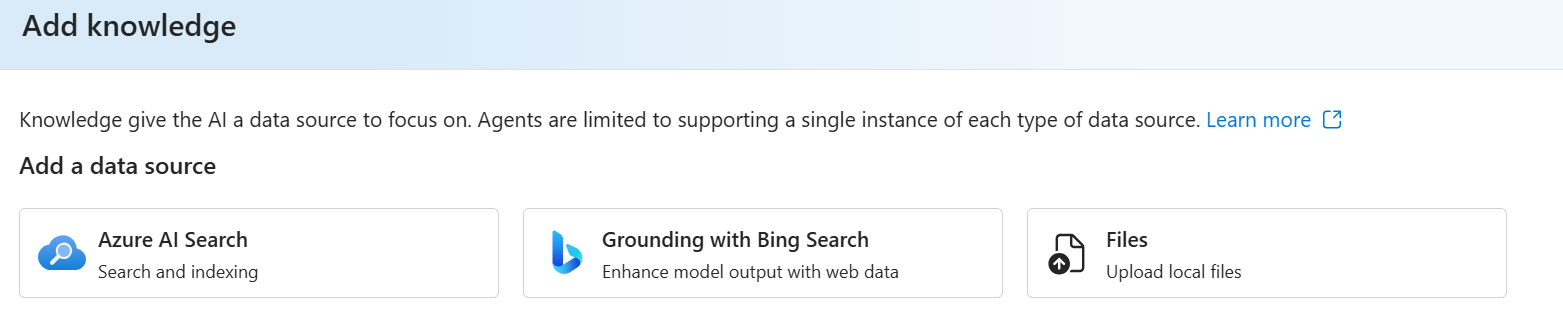 Add knowledge
Knowledge give the AI a data source to focus on. Agents are limited to supporting a single instance of each type of data source. Learn more
Add a data source
Azure AI Search
Search and indexing
Grounding with Bing Search
Enhance model output with web data
Files
Upload local files